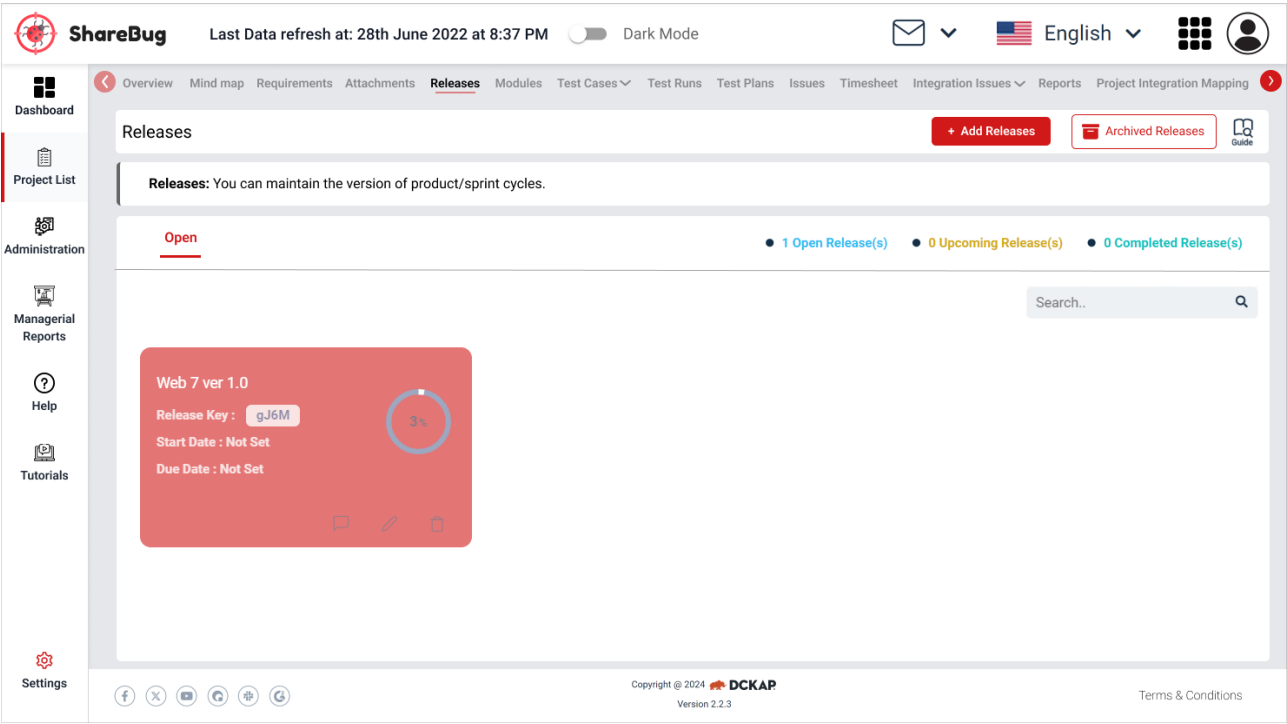 ShareBug
Last Data refresh at: 28th June 2022 at 8:37 PM
Dark Mode
English
Dashboard
Project List
Administration
Managerial
Reports
Help
Tutorials
Settings
Overview Mind map Requirements Attachments Releases Modules Test Cases Test Runs Test Plans Issues Timesheet Integration Issues Reports Project Integration Mapping
Releases
+ Add Releases
Archived Releases
Guide
Releases: You can maintain the version of product/sprint cycles.
Open
1 Open Release(s)
0 Upcoming Release(s)
0 Completed Release(s)
Search..
Web 7 ver 1.0
Release Key : gJ6M
Start Date : Not Set
Due Date : Not Set
3%
Copyright @ 2024 DCKAP
Version 2.2.3
Terms & Conditions